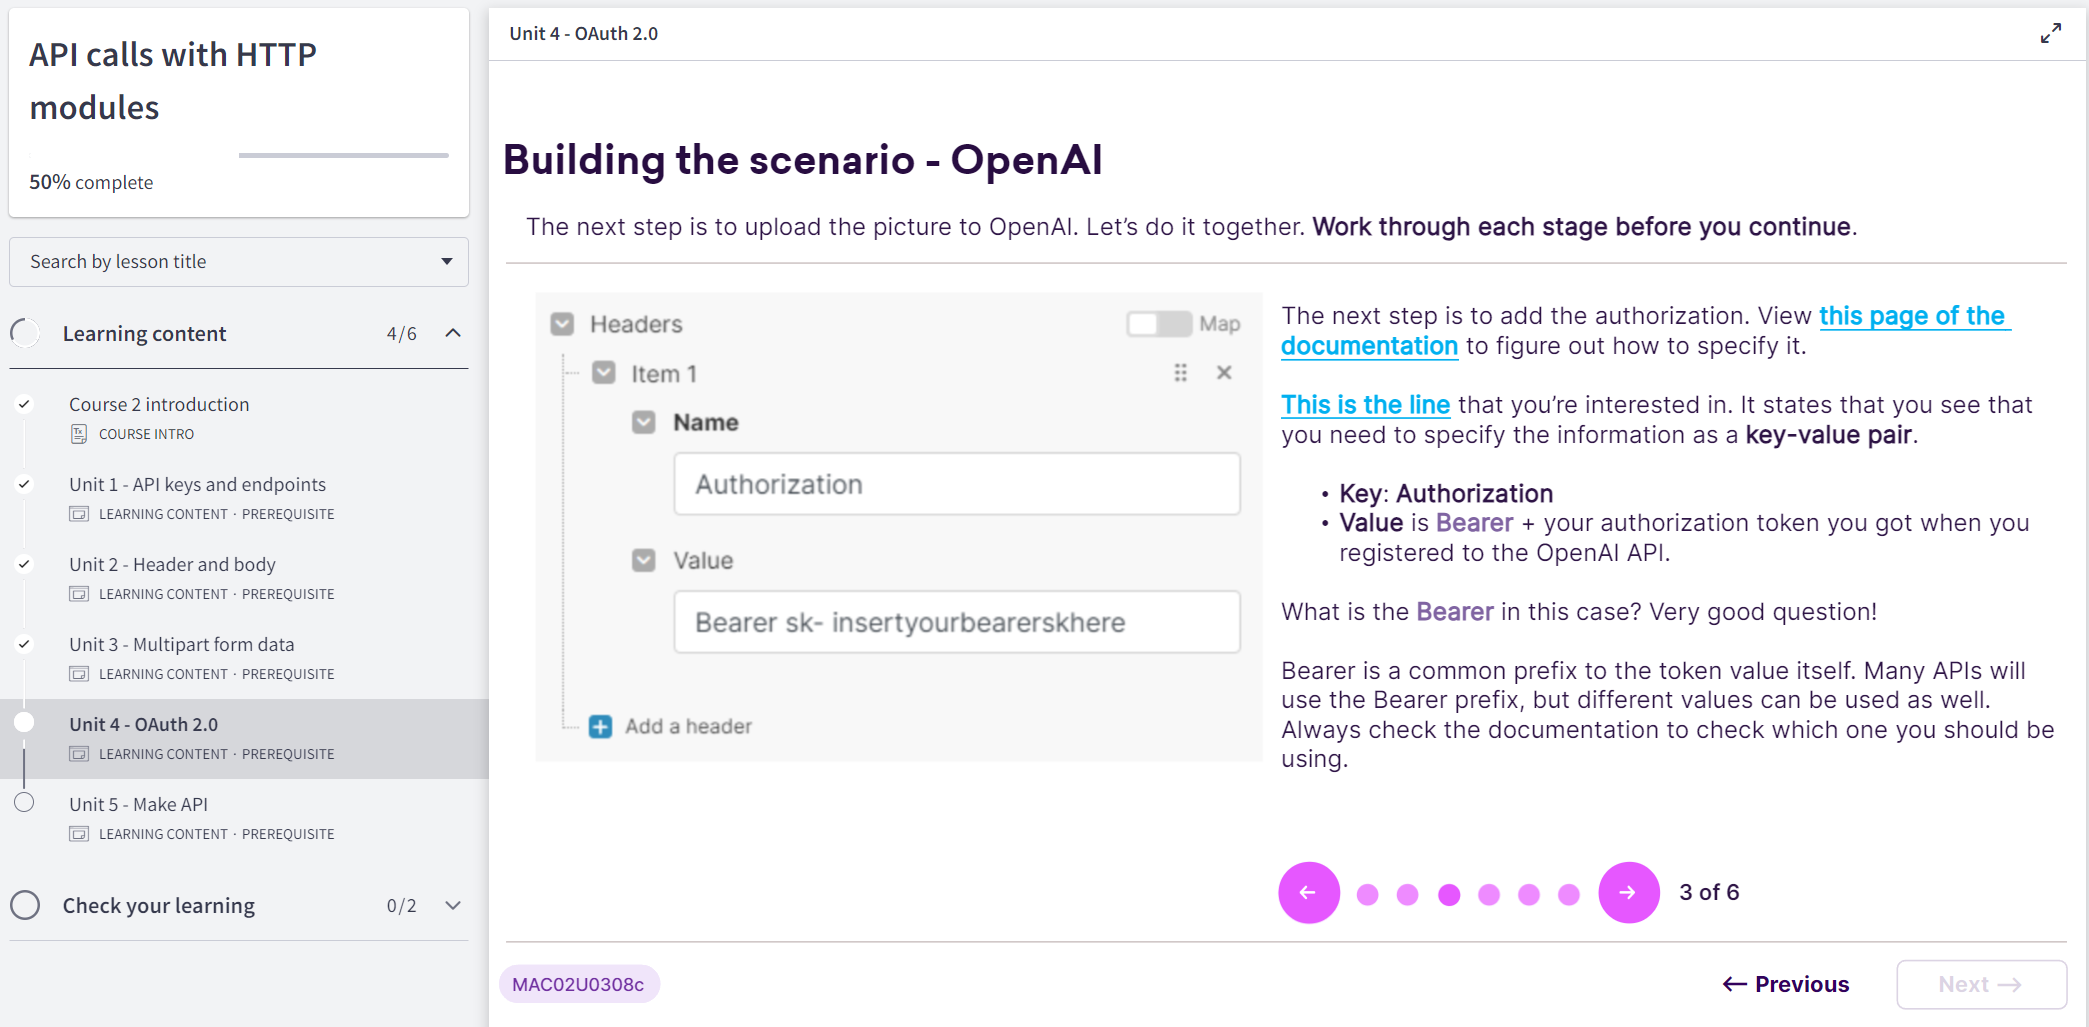 API calls with HTTP
modules
50% complete
Search by lesson title
Learning content 4/6
Course 2 introduction
COURSE INTRO
Unit 1 - API keys and endpoints
LEARNING CONTENT · PREREQUISITE
Unit 2 - Header and body
LEARNING CONTENT · PREREQUISITE
Unit 3 - Multipart form data
LEARNING CONTENT · PREREQUISITE
Unit 4 - OAuth 2.0
LEARNING CONTENT · PREREQUISITE
Unit 5 - Make API
LEARNING CONTENT · PREREQUISITE
Check your learning 0/2
Unit 4 - OAuth 2.0
Building the scenario - OpenAI
The next step is to upload the picture to OpenAI. Let's do it together. Work through each stage before you continue.
Headers Map
Item 1
Name
Authorization
Value
Bearer sk- insertyourbearerskhere
Add a header
The next step is to add the authorization. View this page of the
documentation to figure out how to specify it.
This is the line that you're interested in. It states that you see that
you need to specify the information as a key-value pair.
• Key: Authorization
• Value is Bearer + your authorization token you got when you
registered to the OpenAI API.
What is the Bearer in this case? Very good question!
Bearer is a common prefix to the token value itself. Many APIs will
use the Bearer prefix, but different values can be used as well.
Always check the documentation to check which one you should be
using.
3 of 6
MAC02U0308c
← Previous
Next →